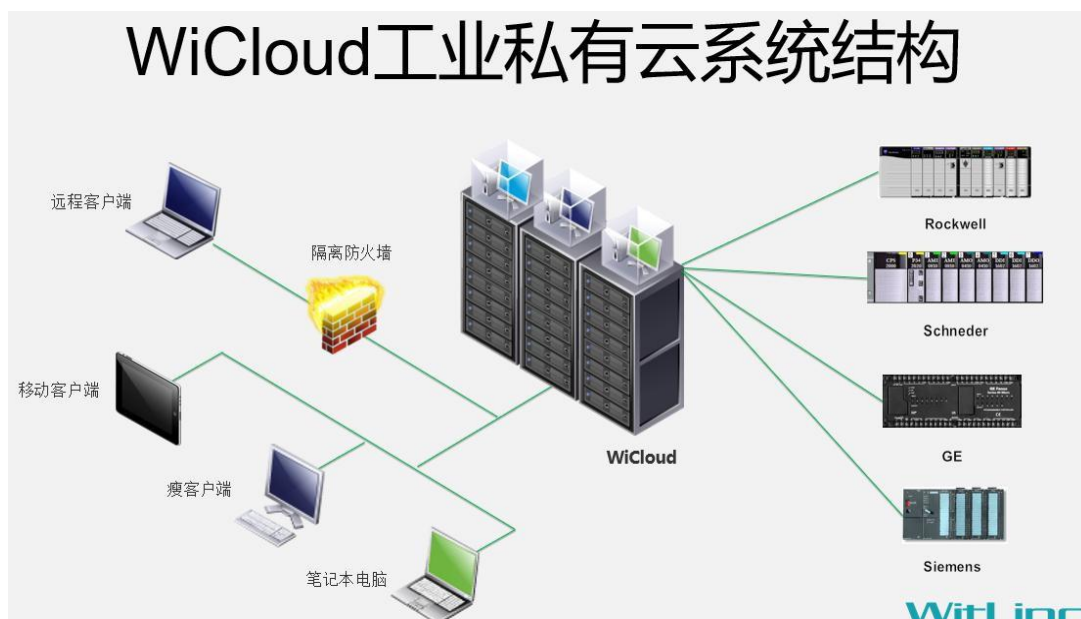 WiCloud工业私有云系统结构
远程客户端
隔离防火墙
移动客户端
瘦客户端
笔记本电脑
WiCloud
Rockwell
Schneder
GE
Siemens